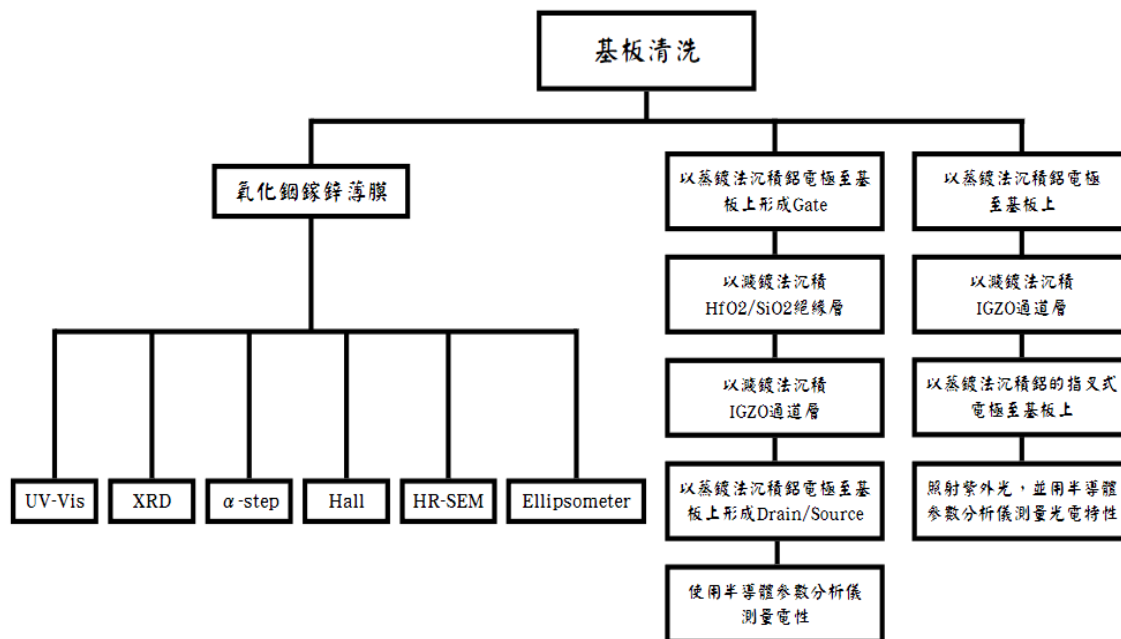 基板清洗
氧化銦鎵鋅薄膜
UV-Vis
XRD
α-step
Hall
HR-SEM
Ellipsometer
以蒸鍍法沉積鋁電極至基
板上形成Gate
以濺鍍法沉積
HfO2/SiO2絕緣層
以濺鍍法沉積
IGZO通道層
以蒸鍍法沉積鋁電極至基
板上形成Drain/Source
使用半導體參數分析儀
測量電性
以蒸鍍法沉積鋁電極
至基板上
以濺鍍法沉積
IGZO通道層
以蒸鍍法沉積鋁的指叉式
電極至基板上
照射紫外光，並用半導體
參數分析儀測量光電特性